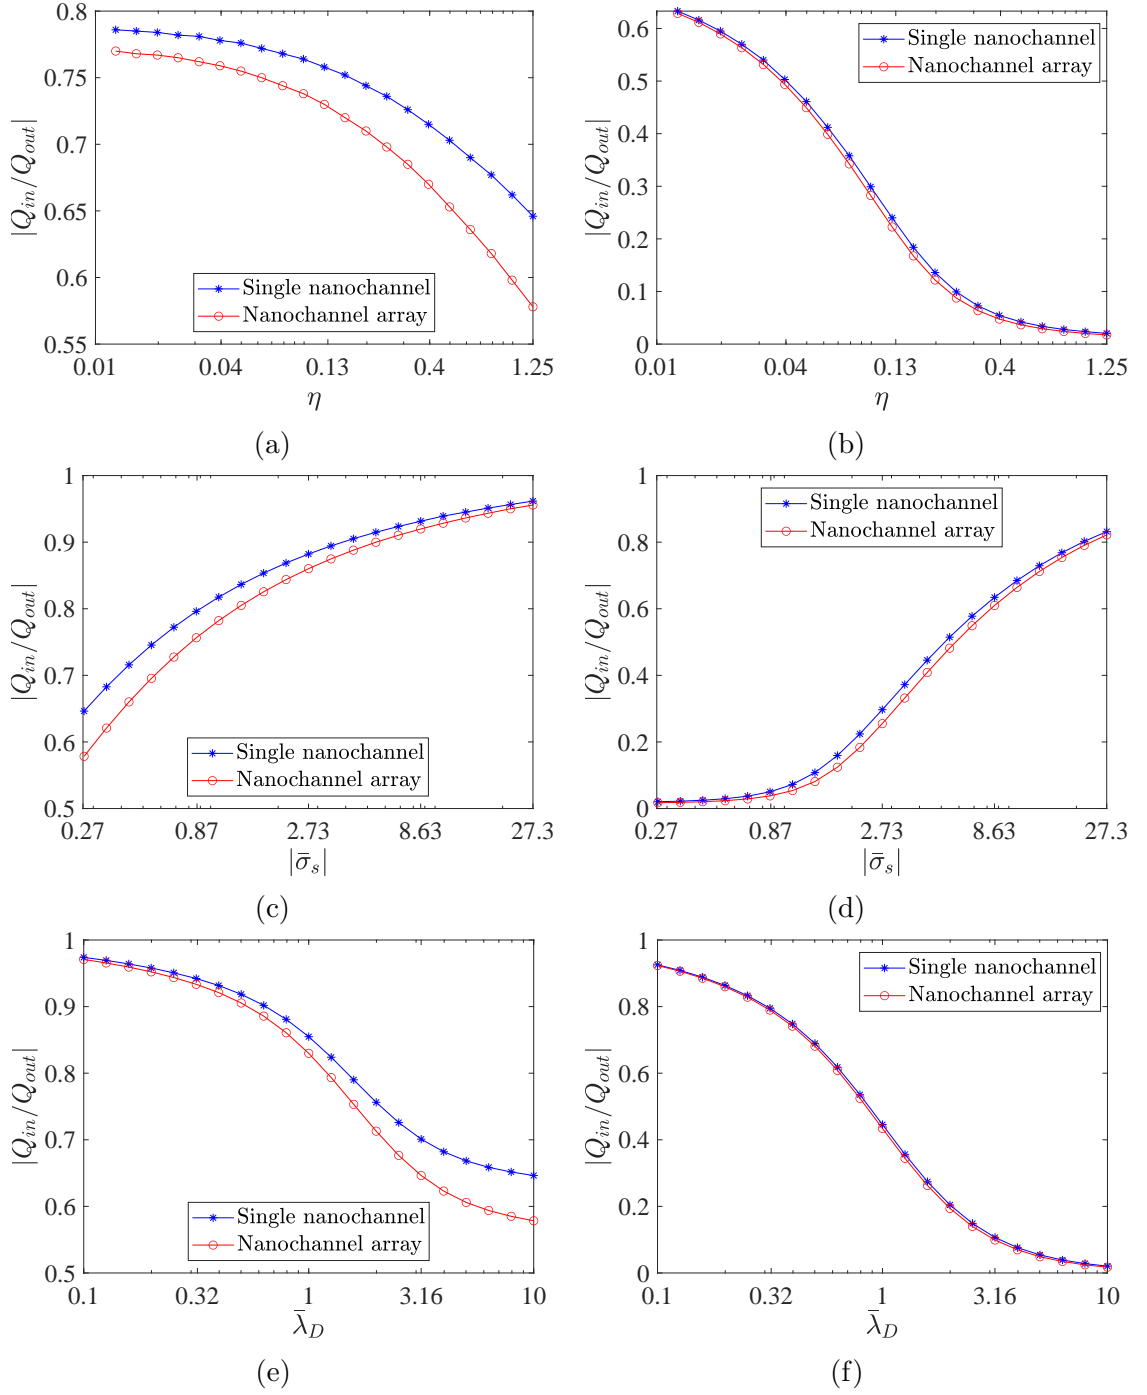 0.8
0.75
0.7
0.65
0.6
0.55
|Q_in/Q_out|
Single nanochannel
Nanochannel array
0.01 0.04 0.13 0.4 1.25
η
(a)
0.6
0.5
0.4
0.3
0.2
0.1
0
|Q_in/Q_out|
Single nanochannel
Nanochannel array
0.01 0.04 0.13 0.4 1.25
η
(b)
1
0.9
0.8
0.7
0.6
0.5
|Q_in/Q_out|
Single nanochannel
Nanochannel array
0.27 0.87 2.73 8.63 27.3
|σ̄_s|
(c)
1
0.8
0.6
0.4
0.2
0
|Q_in/Q_out|
Single nanochannel
Nanochannel array
0.27 0.87 2.73 8.63 27.3
|σ̄_s|
(d)
1
0.9
0.8
0.7
0.6
0.5
|Q_in/Q_out|
Single nanochannel
Nanochannel array
0.1 0.32 1 3.16 10
λ̄_D
(e)
1
0.8
0.6
0.4
0.2
0
|Q_in/Q_out|
Single nanochannel
Nanochannel array
0.1 0.32 1 3.16 10
λ̄_D
(f)